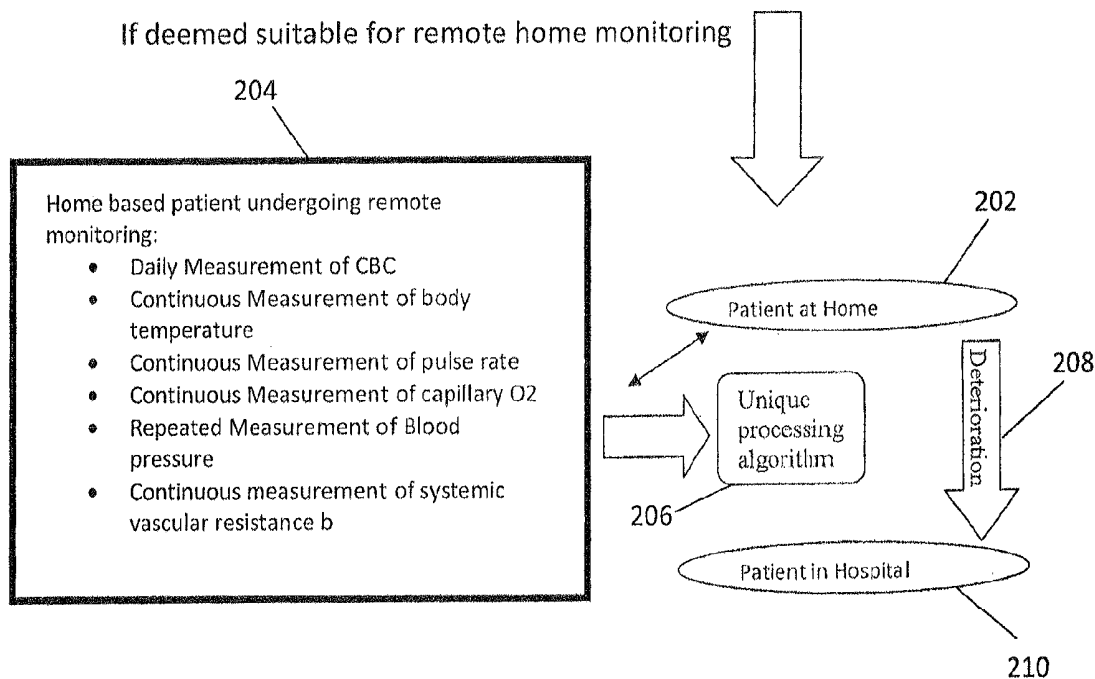 If deemed suitable for remote home monitoring
204
Home based patient undergoing remote
monitoring:
• Daily Measurement of CBC
• Continuous Measurement of body
temperature
• Continuous Measurement of pulse rate
• Continuous Measurement of capillary O2
• Repeated Measurement of Blood
pressure
• Continuous measurement of systemic
vascular resistance b
202
Patient at Home
Unique
processing
algorithm
206
Deterioration
208
Patient in Hospital
210